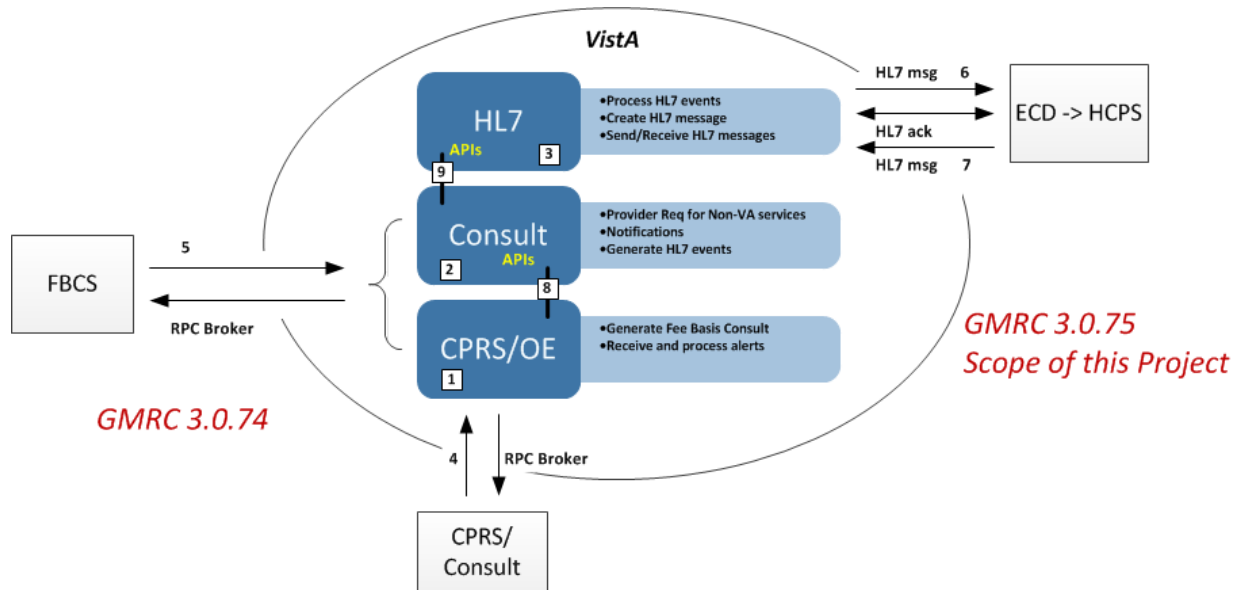 VistA
HL7
APIs
3
•Process HL7 events
•Create HL7 message
•Send/Receive HL7 messages
HL7 msg 6
HL7 ack
HL7 msg 7
ECD -> HCPS
9
Consult
2
APIs
•Provider Req for Non-VA services
•Notifications
•Generate HL7 events
5
FBCS
RPC Broker
8
CPRS/OE
1
•Generate Fee Basis Consult
•Receive and process alerts
GMRC 3.0.75
Scope of this Project
GMRC 3.0.74
4
RPC Broker
CPRS/
Consult